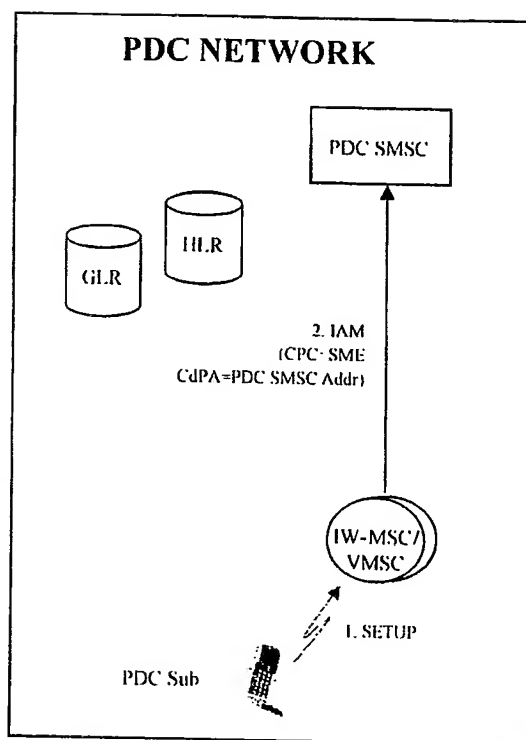 PDC NETWORK
PDC SMSC
HLR
GLR
2. IAM
(CPC- SME
CdPA=PDC SMSC Addr)
IW-MSC/
VMSC
1. SETUP
PDC Sub